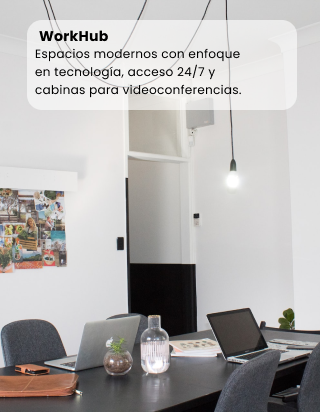 WorkHub
Espacios modernos con enfoque
en tecnología, acceso 24/7 y
cabinas para videoconferencias.